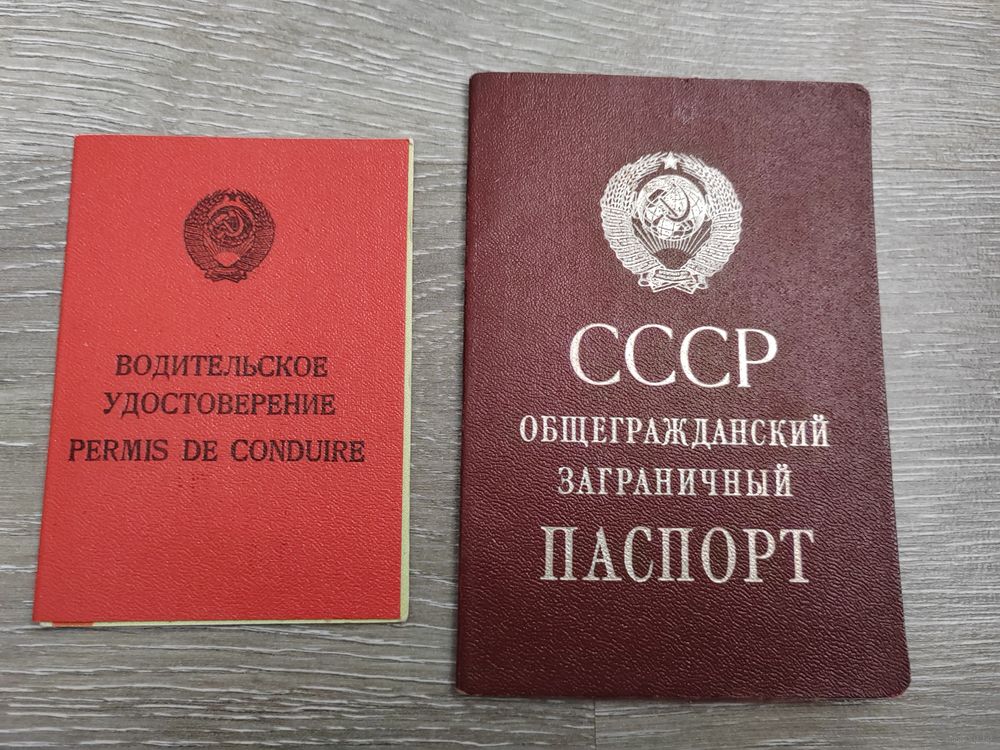 ВОДИТЕЛЬСКОЕ
УДОСТОВЕРЕНИЕ
PERMIS DE CONDUIRE
СССР
ОБЩЕГРАЖДАНСКИЙ
ЗАГРАНИЧНЫЙ
ПАСПОРТ